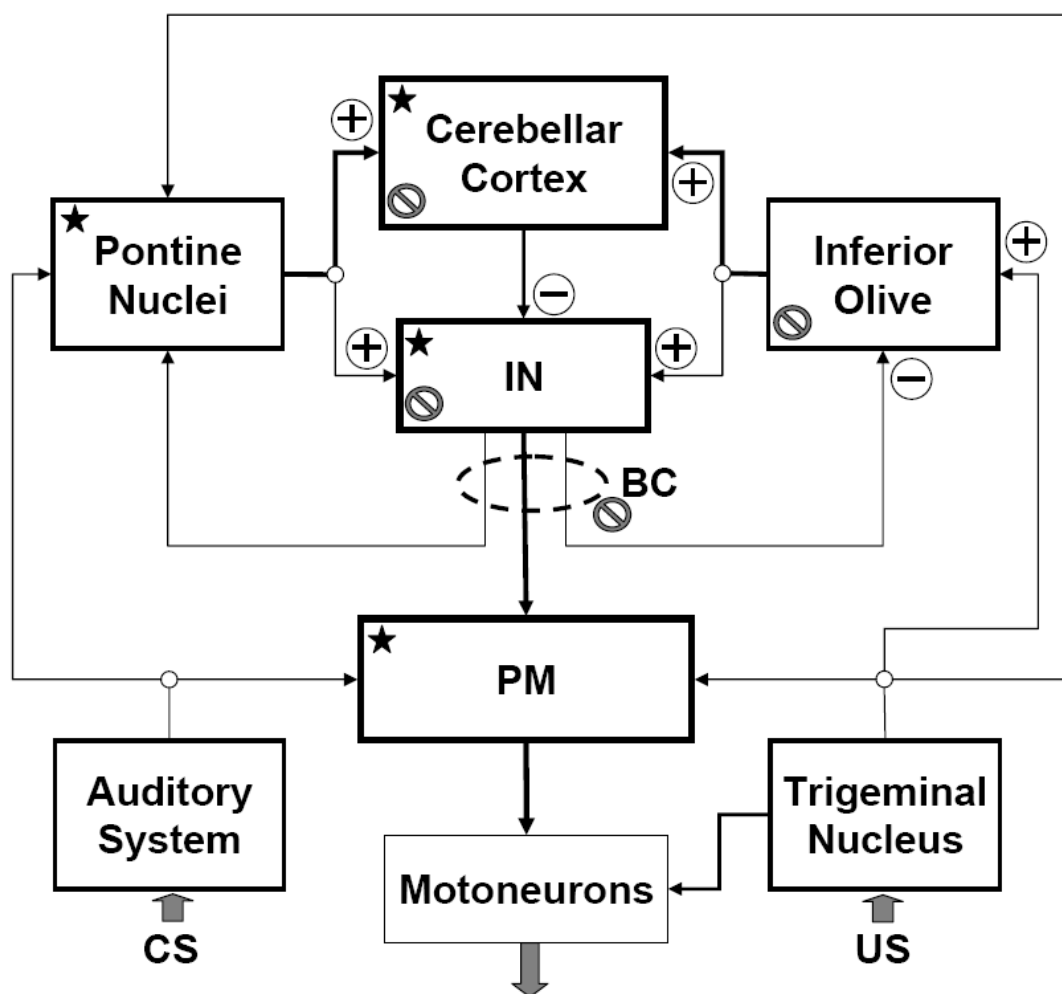 Cerebellar
Cortex
+
+
Pontine
Nuclei
Inferior
Olive
+
−
+
IN
+
−
BC
PM
Auditory
System
Trigeminal
Nucleus
Motoneurons
CS
US